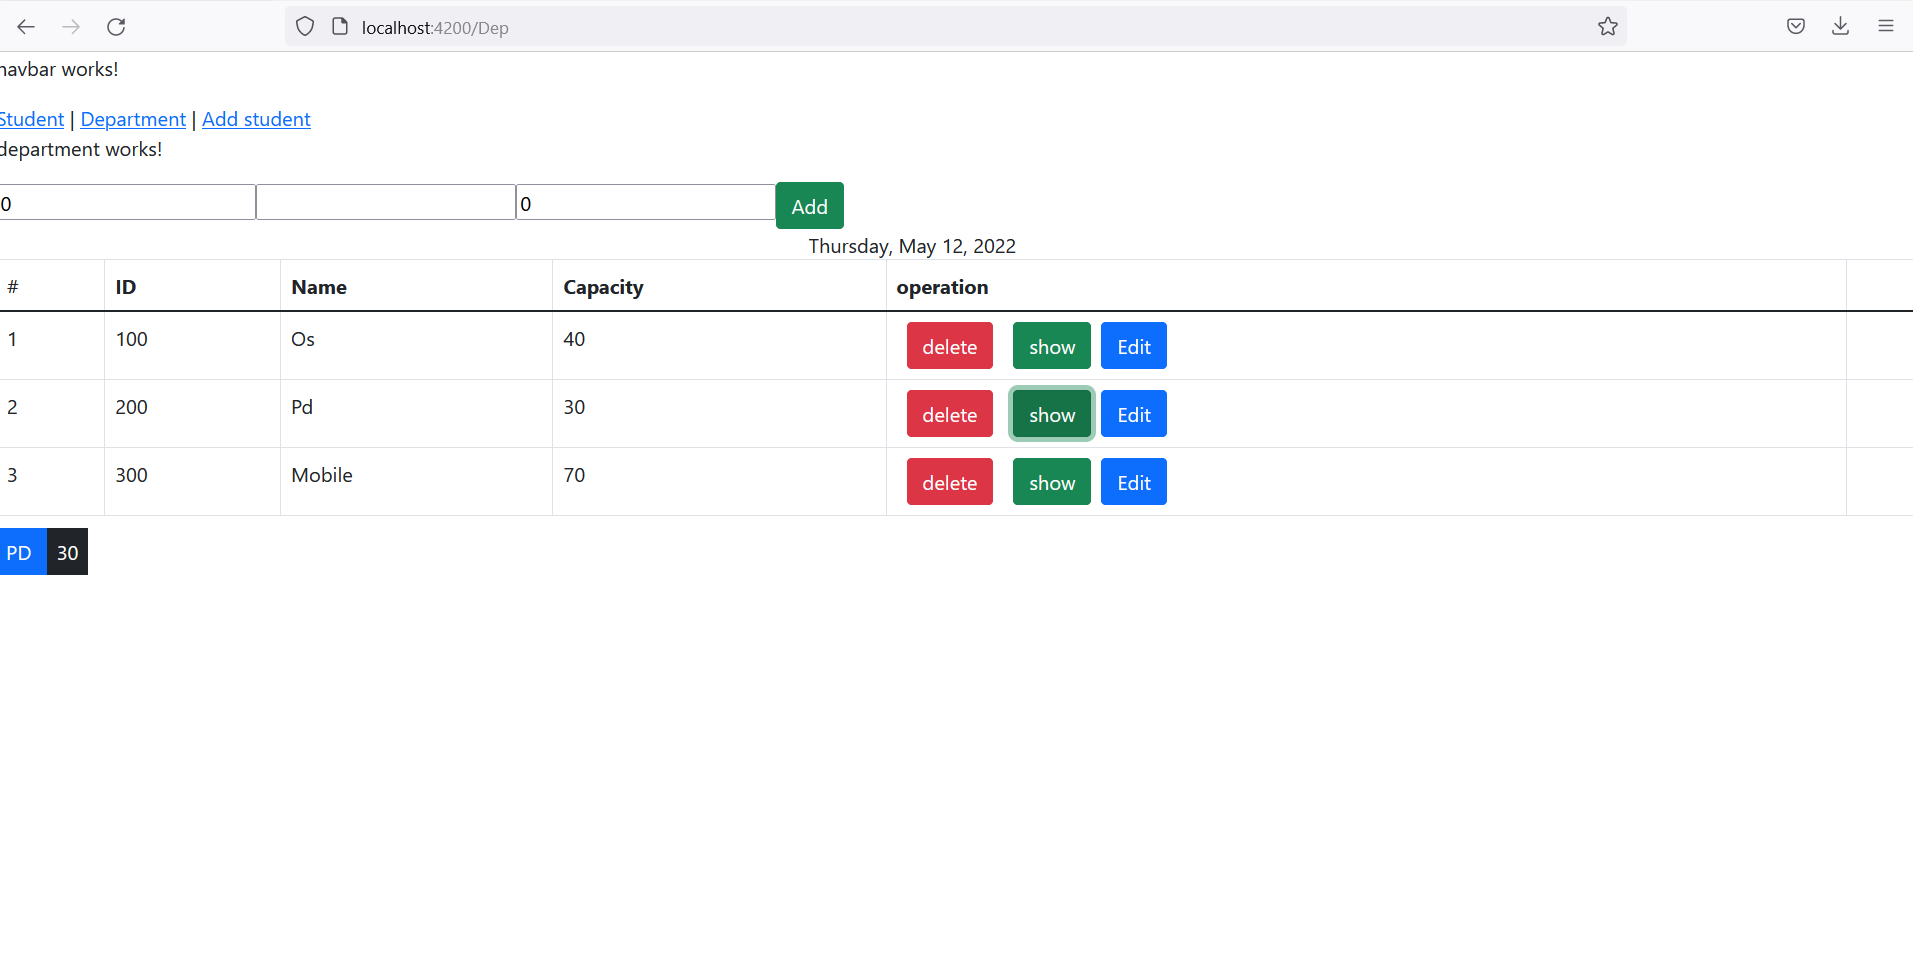 localhost:4200/Dep
navbar works!
Student | Department | Add student
department works!
0 0 Add
Thursday, May 12, 2022
# ID Name Capacity operation
1 100 Os 40 delete show Edit
2 200 Pd 30 delete show Edit
3 300 Mobile 70 delete show Edit
PD 30